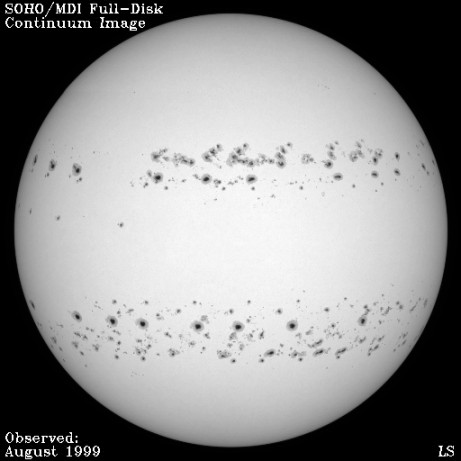 SOHO/MDI Full-Disk
Continuum Image
Observed:
August 1999
LS